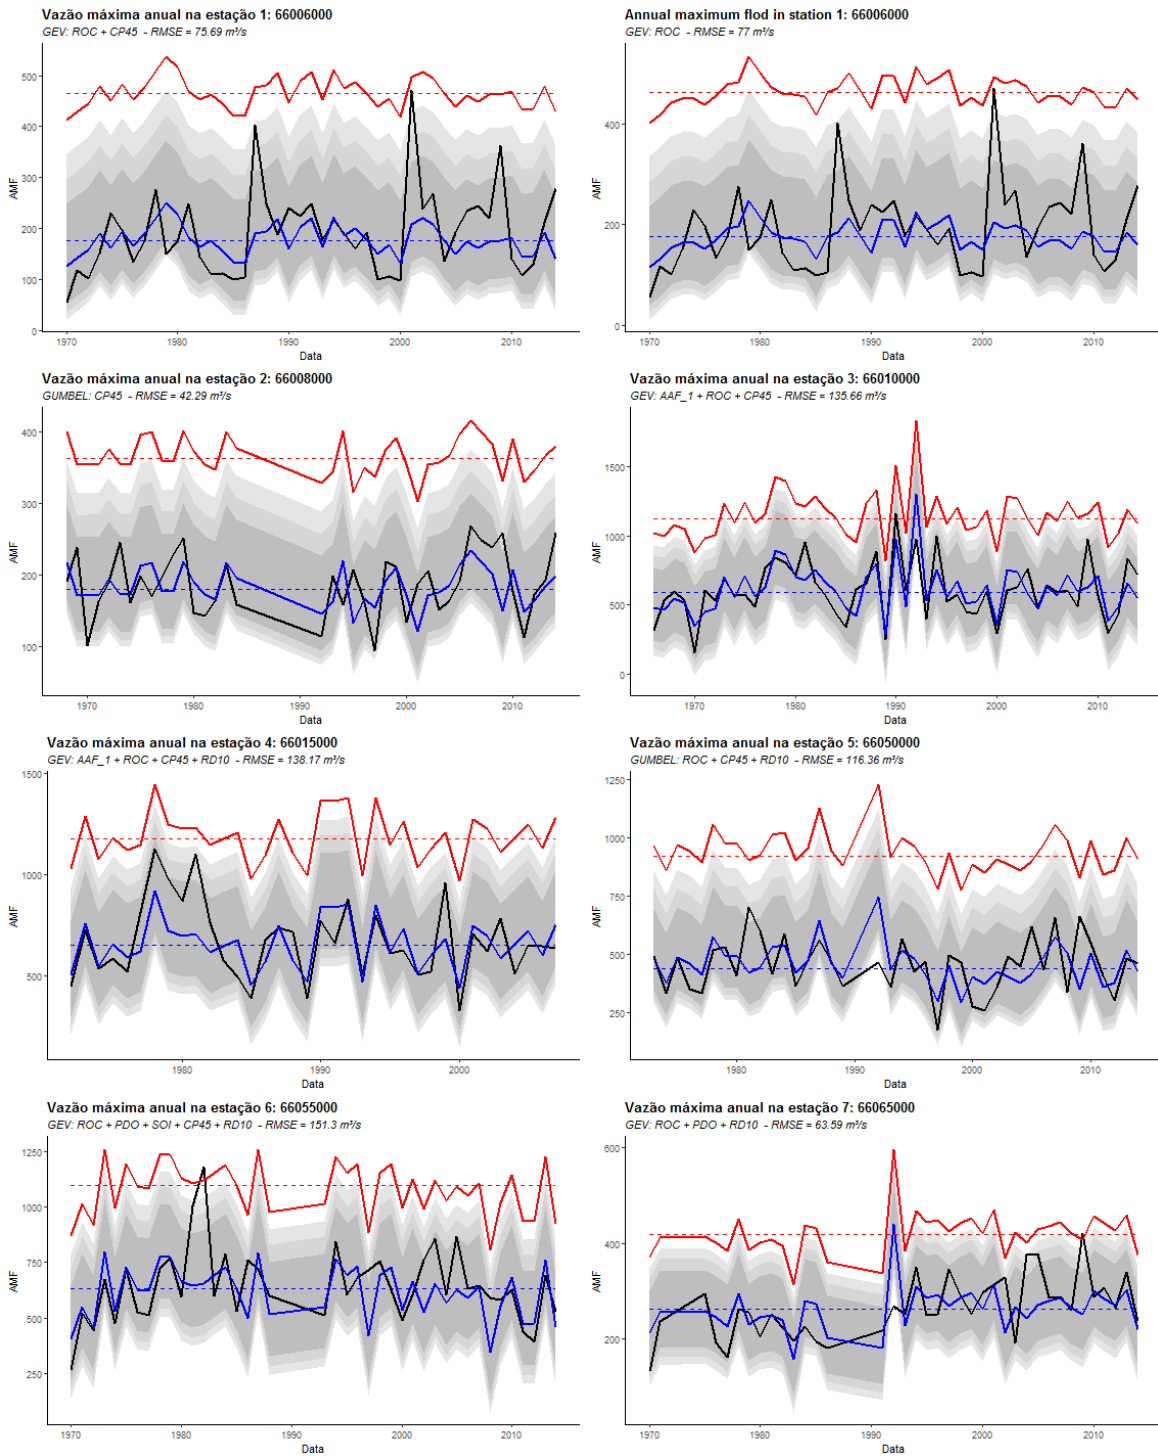 Vazão máxima anual na estação 1: 66006000
GEV: ROC + CP45 - RMSE = 75.69 m³/s
500
400
300
200
100
0
AMF
1970
1980
1990
2000
2010
Data
Annual maximum flod in station 1: 66006000
GEV: ROC - RMSE = 77 m³/s
400
200
0
AMF
1970
1980
1990
2000
2010
Data
Vazão máxima anual na estação 2: 66008000
GUMBEL: CP45 - RMSE = 42.29 m³/s
400
300
200
100
AMF
1970
1980
1990
2000
2010
Data
Vazão máxima anual na estação 3: 66010000
GEV: AAF_1 + ROC + CP45 - RMSE = 135.66 m³/s
1500
1000
500
0
AMF
1970
1980
1990
2000
2010
Data
Vazão máxima anual na estação 4: 66015000
GEV: AAF_1 + ROC + CP45 + RD10 - RMSE = 138.17 m³/s
1500
1000
500
AMF
1980
1990
2000
Data
Vazão máxima anual na estação 5: 66050000
GUMBEL: ROC + CP45 + RD10 - RMSE = 116.36 m³/s
1250
1000
750
500
250
AMF
1980
1990
2000
2010
Data
Vazão máxima anual na estação 6: 66055000
GEV: ROC + PDO + SOI + CP45 + RD10 - RMSE = 151.3 m³/s
1250
1000
750
500
250
AMF
1970
1980
1990
2000
2010
Data
Vazão máxima anual na estação 7: 66065000
GEV: ROC + PDO + RD10 - RMSE = 63.59 m³/s
600
400
200
AMF
1970
1980
1990
2000
2010
Data